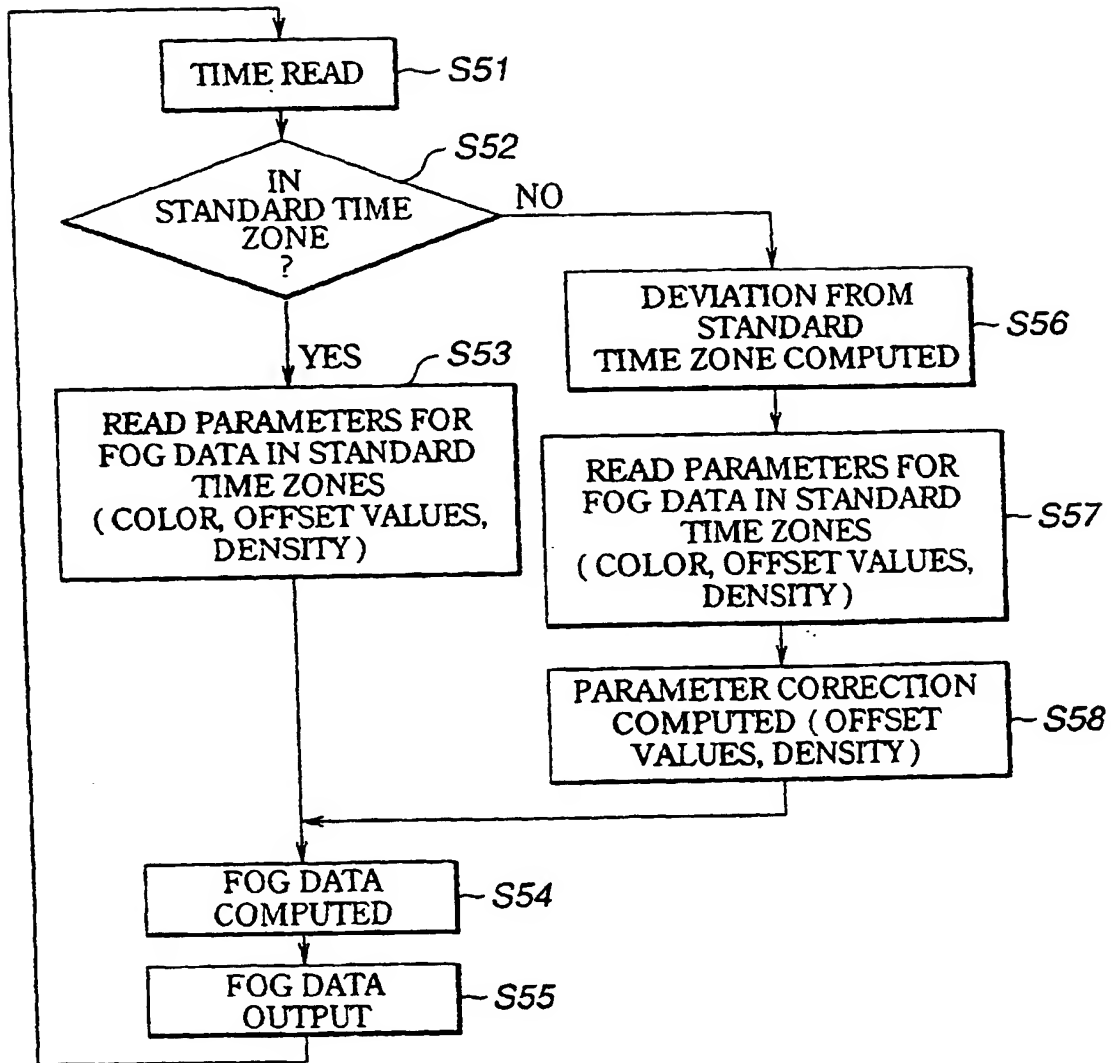 TIME READ
S51
S52
IN
STANDARD TIME
ZONE
?
NO
YES
S53
READ PARAMETERS FOR
FOG DATA IN STANDARD
TIME ZONES
( COLOR, OFFSET VALUES,
DENSITY )
DEVIATION FROM
STANDARD
TIME ZONE COMPUTED
S56
READ PARAMETERS FOR
FOG DATA IN STANDARD
TIME ZONES
( COLOR, OFFSET VALUES,
DENSITY )
S57
PARAMETER CORRECTION
COMPUTED ( OFFSET
VALUES, DENSITY )
S58
FOG DATA
COMPUTED
S54
FOG DATA
OUTPUT
S55